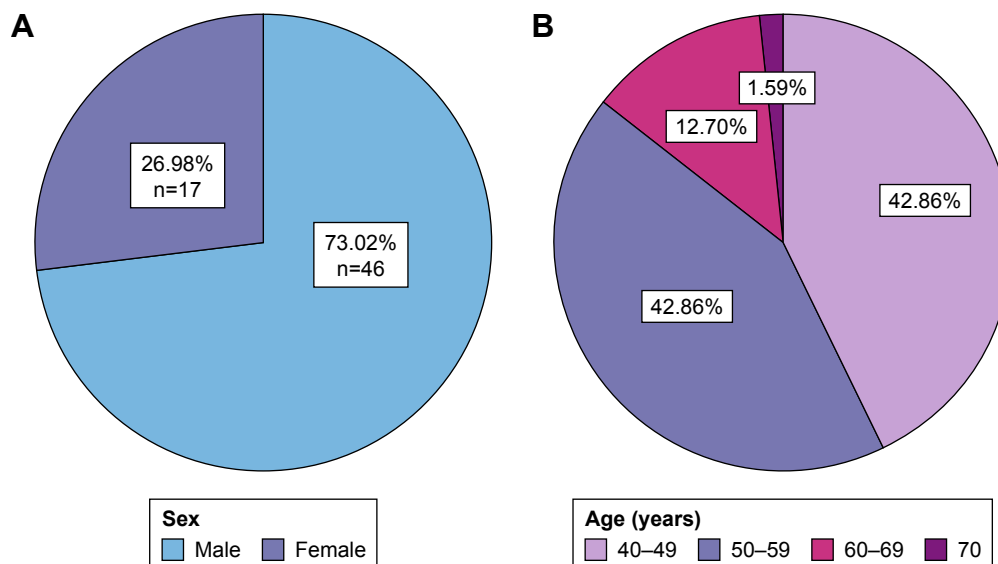 A
26.98%
n=17
73.02%
n=46
Sex
Male Female
B
1.59%
12.70%
42.86%
42.86%
Age (years)
40–49 50–59 60–69 70